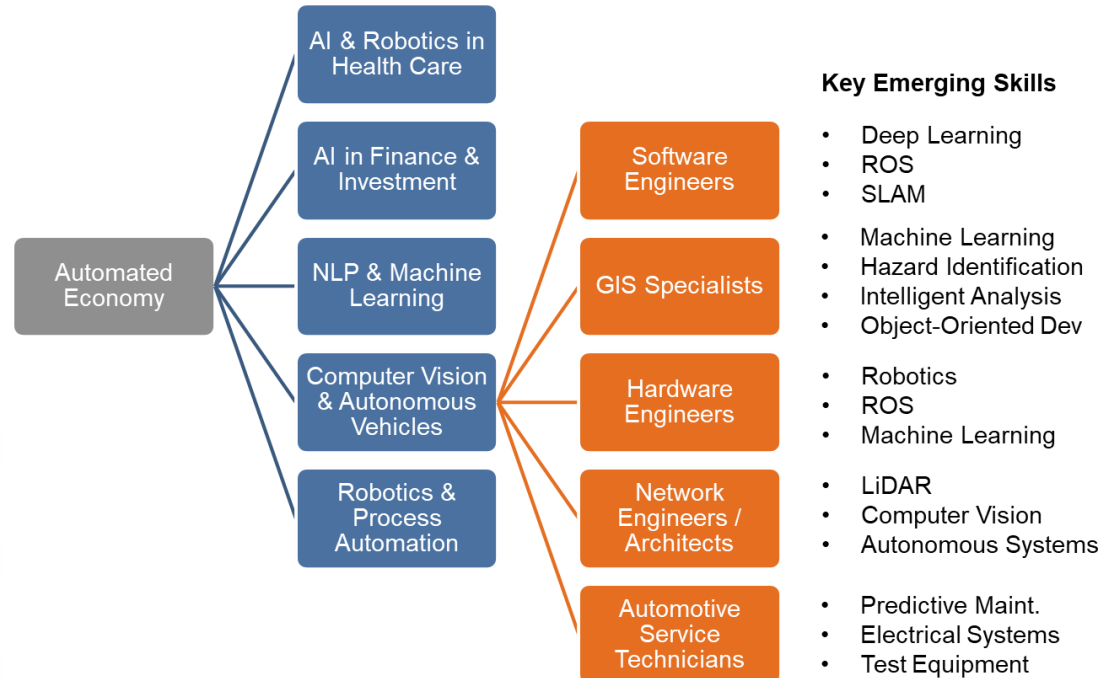 AI & Robotics in
Health Care
AI in Finance &
Investment
Automated
Economy
NLP & Machine
Learning
Computer Vision
& Autonomous
Vehicles
Robotics &
Process
Automation
Software
Engineers
GIS Specialists
Hardware
Engineers
Network
Engineers /
Architects
Automotive
Service
Technicians
Key Emerging Skills
• Deep Learning
• ROS
• SLAM
• Machine Learning
• Hazard Identification
• Intelligent Analysis
• Object-Oriented Dev
• Robotics
• ROS
• Machine Learning
• LiDAR
• Computer Vision
• Autonomous Systems
• Predictive Maint.
• Electrical Systems
• Test Equipment